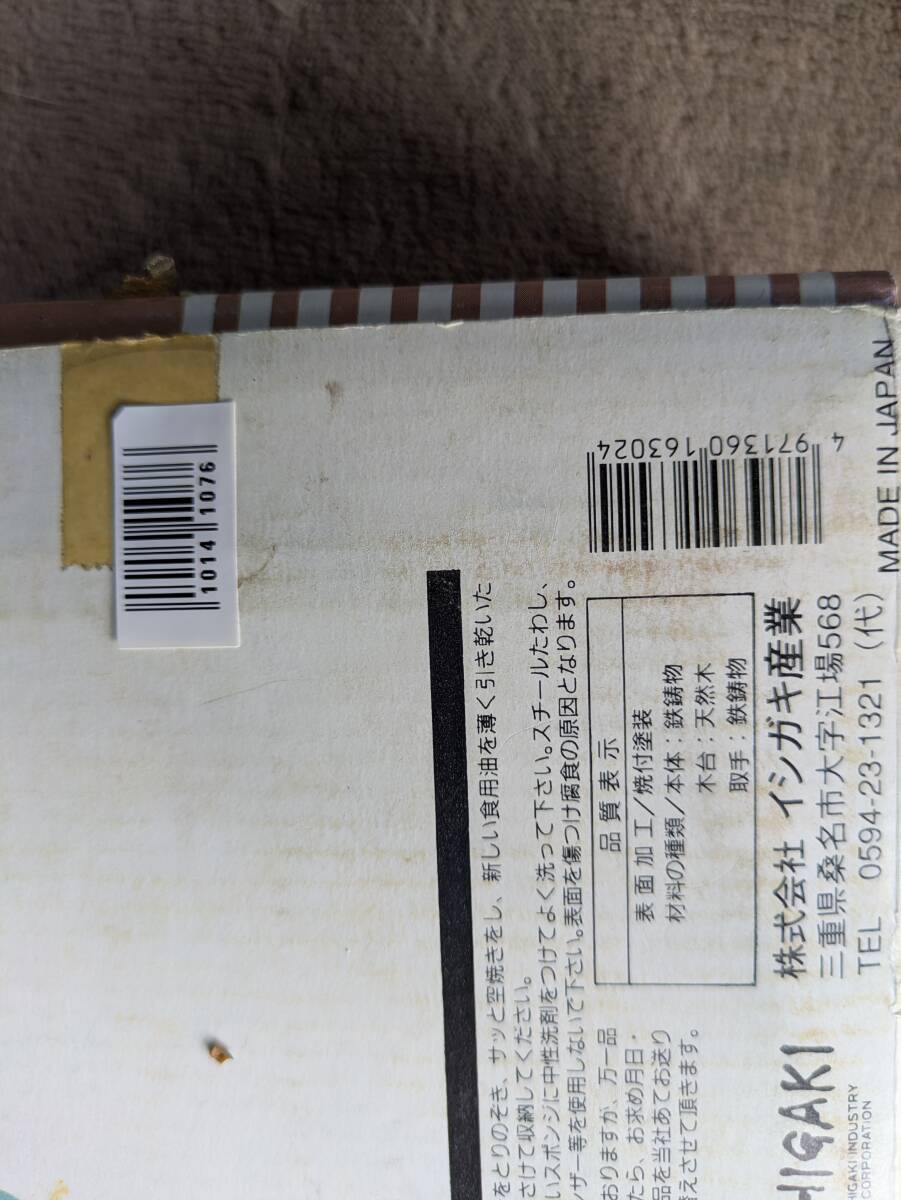 1014 1076
4 971360 163024
MADE IN JAPAN
をとりのぞき、サッと空焼きをし、新しい食用油を薄く引き乾いた
さけて収納してください。
いスポンジに中性洗剤をつけてよく洗って下さい。スチールたわし、
ンザー等を使用しないで下さい。表面を傷つけ腐食の原因となります。
品質表示
表面加工/焼付塗装
材料の種類/本体:鉄鋳物
木台:天然木
取手:鉄鋳物
おりますが、万一品
たら、お求め月日・
品を当社あてお送り
替えさせて頂きます。
株式会社 イシガキ産業
三重県桑名市大字江場568
TEL 0594-23-1321(代)
HIGAKI
IGAKI INDUSTRY
CORPORATION